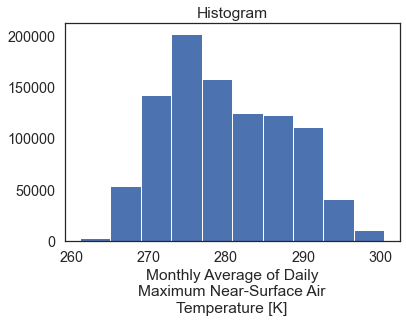 Histogram
200000
150000
100000
50000
0
260 270 280 290 300
Monthly Average of Daily
Maximum Near-Surface Air
Temperature [K]